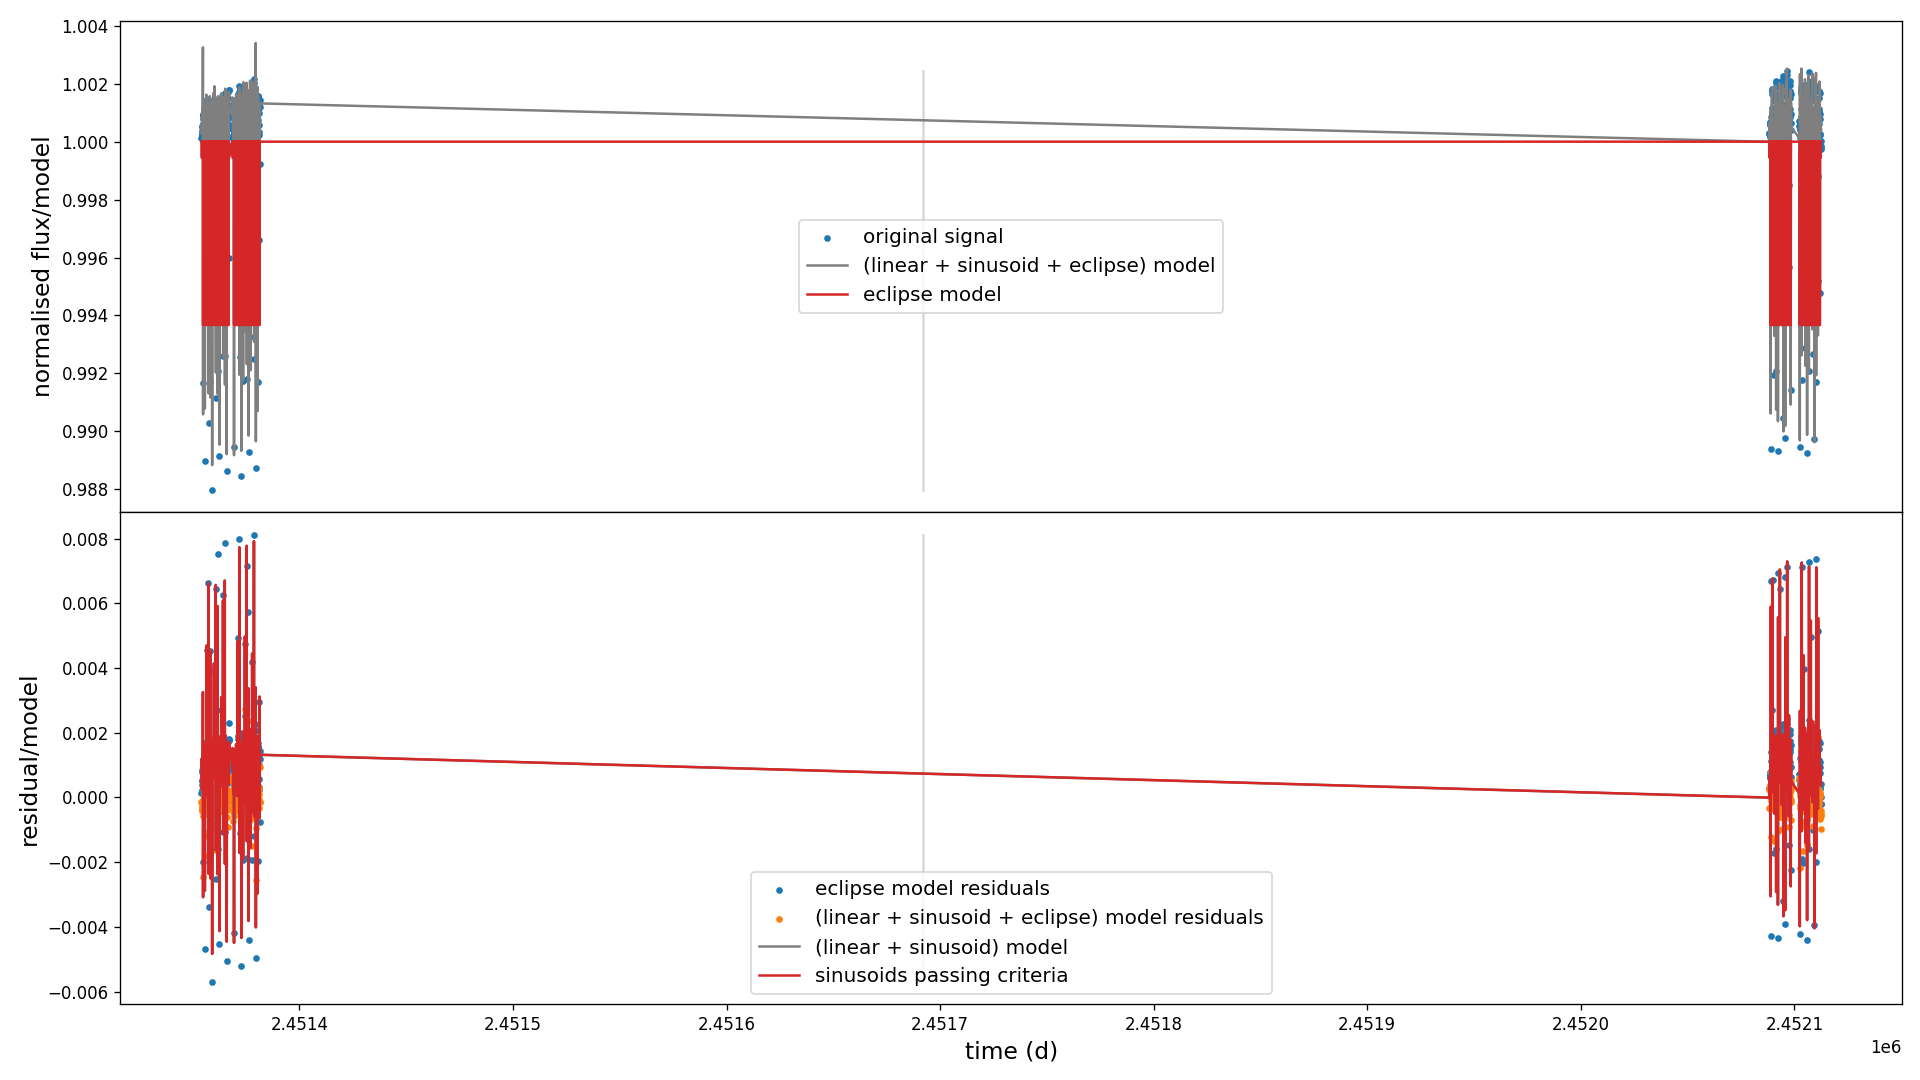 1.004
1.002
1.000
0.998
0.996
0.994
0.992
0.990
0.988
normalised flux/model
original signal
(linear + sinusoid + eclipse) model
eclipse model
0.008
0.006
0.004
0.002
0.000
−0.002
−0.004
−0.006
residual/model
eclipse model residuals
(linear + sinusoid + eclipse) model residuals
(linear + sinusoid) model
sinusoids passing criteria
2.4514 2.4515 2.4516 2.4517 2.4518 2.4519 2.4520 2.4521
1e6
time (d)